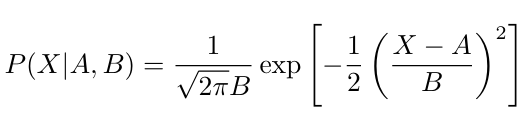 P(X|A, B) = \frac{1}{\sqrt{2\pi}B} \exp\left[-\frac{1}{2}\left(\frac{X - A}{B}\right)^2\right]